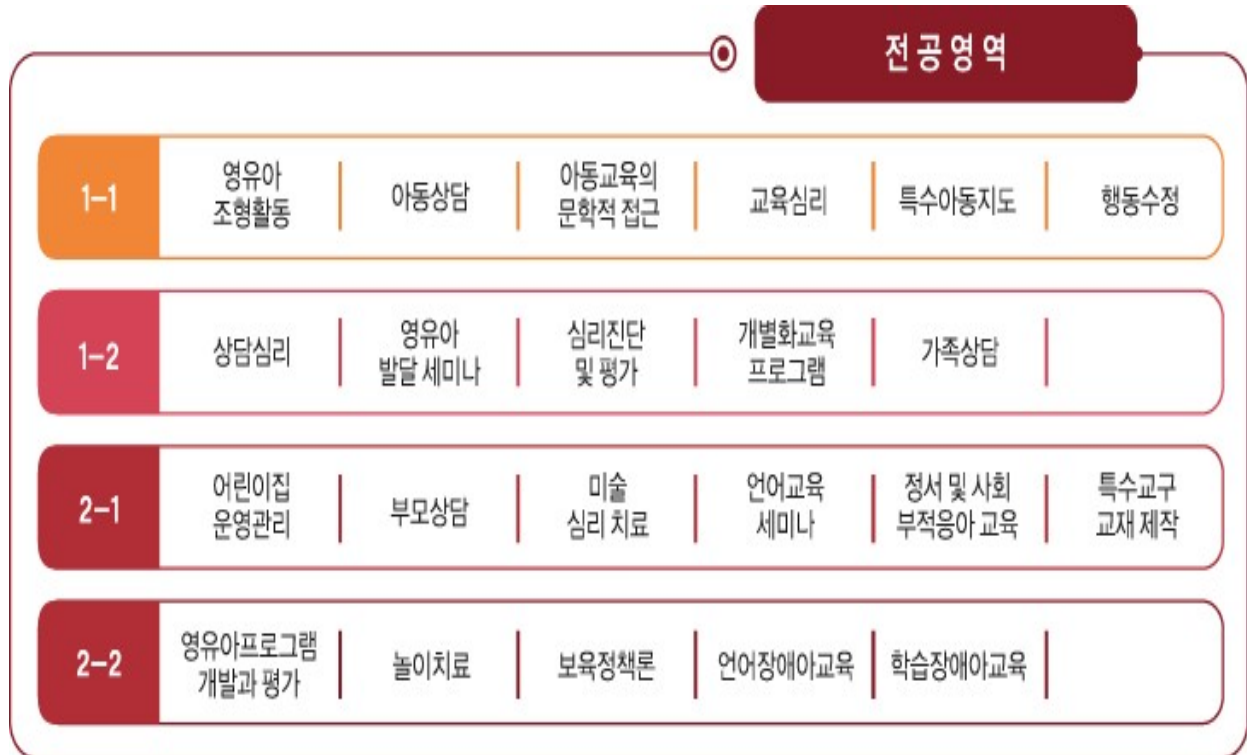 전공영역
1-1
영유아
조형활동
아동상담
아동교육의
문학적 접근
교육심리
특수아동지도
행동수정
1-2
상담심리
영유아
발달 세미나
심리진단
및 평가
개별화교육
프로그램
가족상담
2-1
어린이집
운영관리
부모상담
미술
심리 치료
언어교육
세미나
정서 및 사회
부적응아 교육
특수교구
교재 제작
2-2
영유아프로그램
개발과 평가
놀이치료
보육정책론
언어장애아교육
학습장애아교육